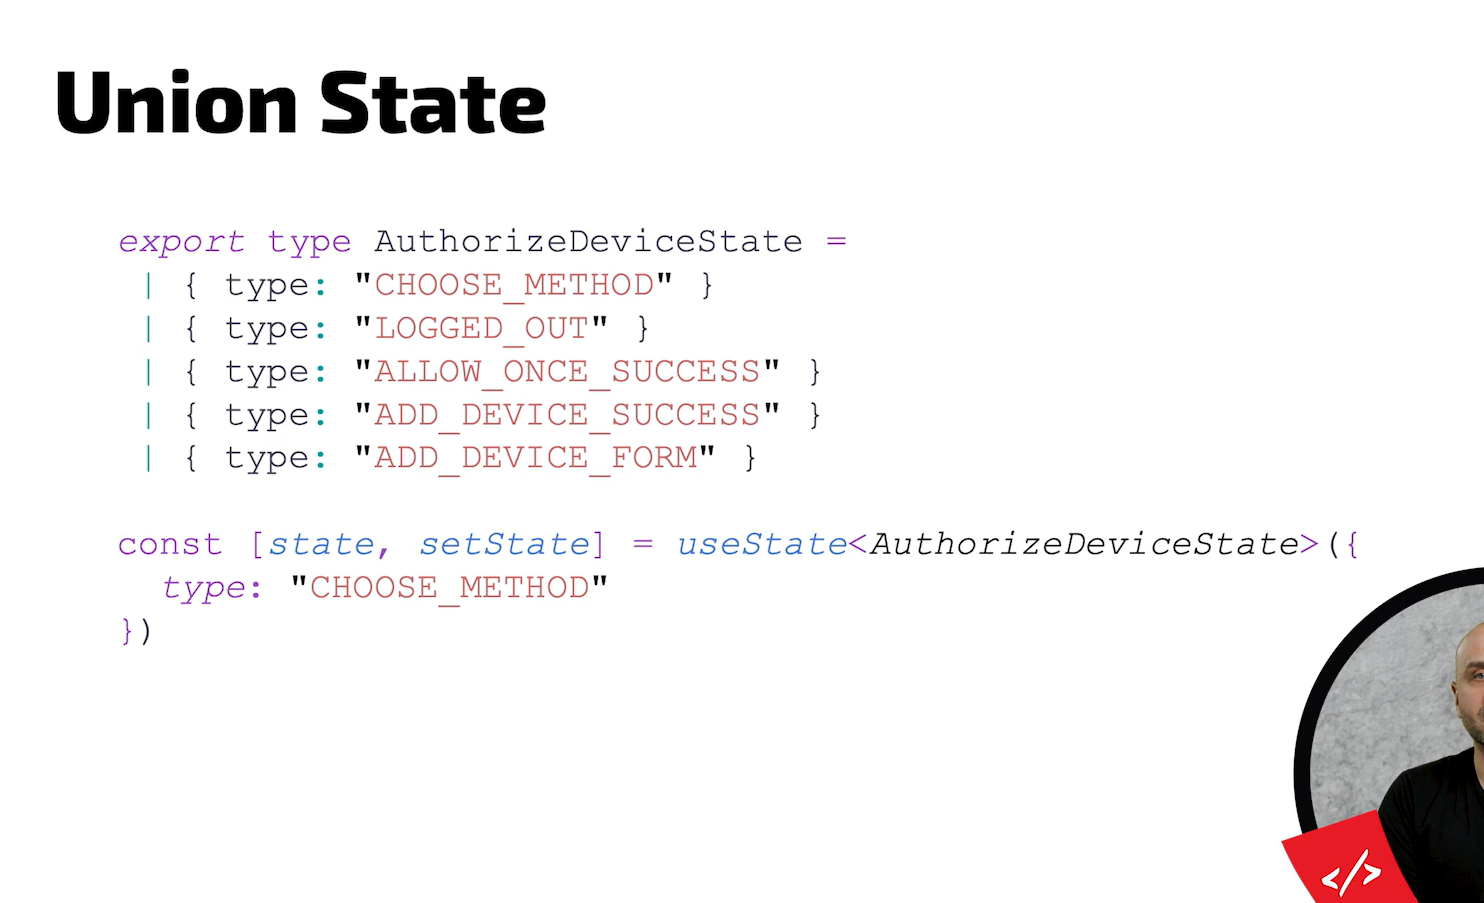 Union State
export type AuthorizeDeviceState =
| { type: "CHOOSE_METHOD" }
| { type: "LOGGED_OUT" }
| { type: "ALLOW_ONCE_SUCCESS" }
| { type: "ADD_DEVICE_SUCCESS" }
| { type: "ADD_DEVICE_FORM" }
const [state, setState] = useState<AuthorizeDeviceState>({
type: "CHOOSE_METHOD"
})
</>